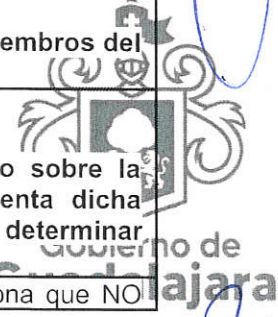 embros del
o sobre la
enta dicha
determinar
Gobierno de
Guadalajara
ona que NO